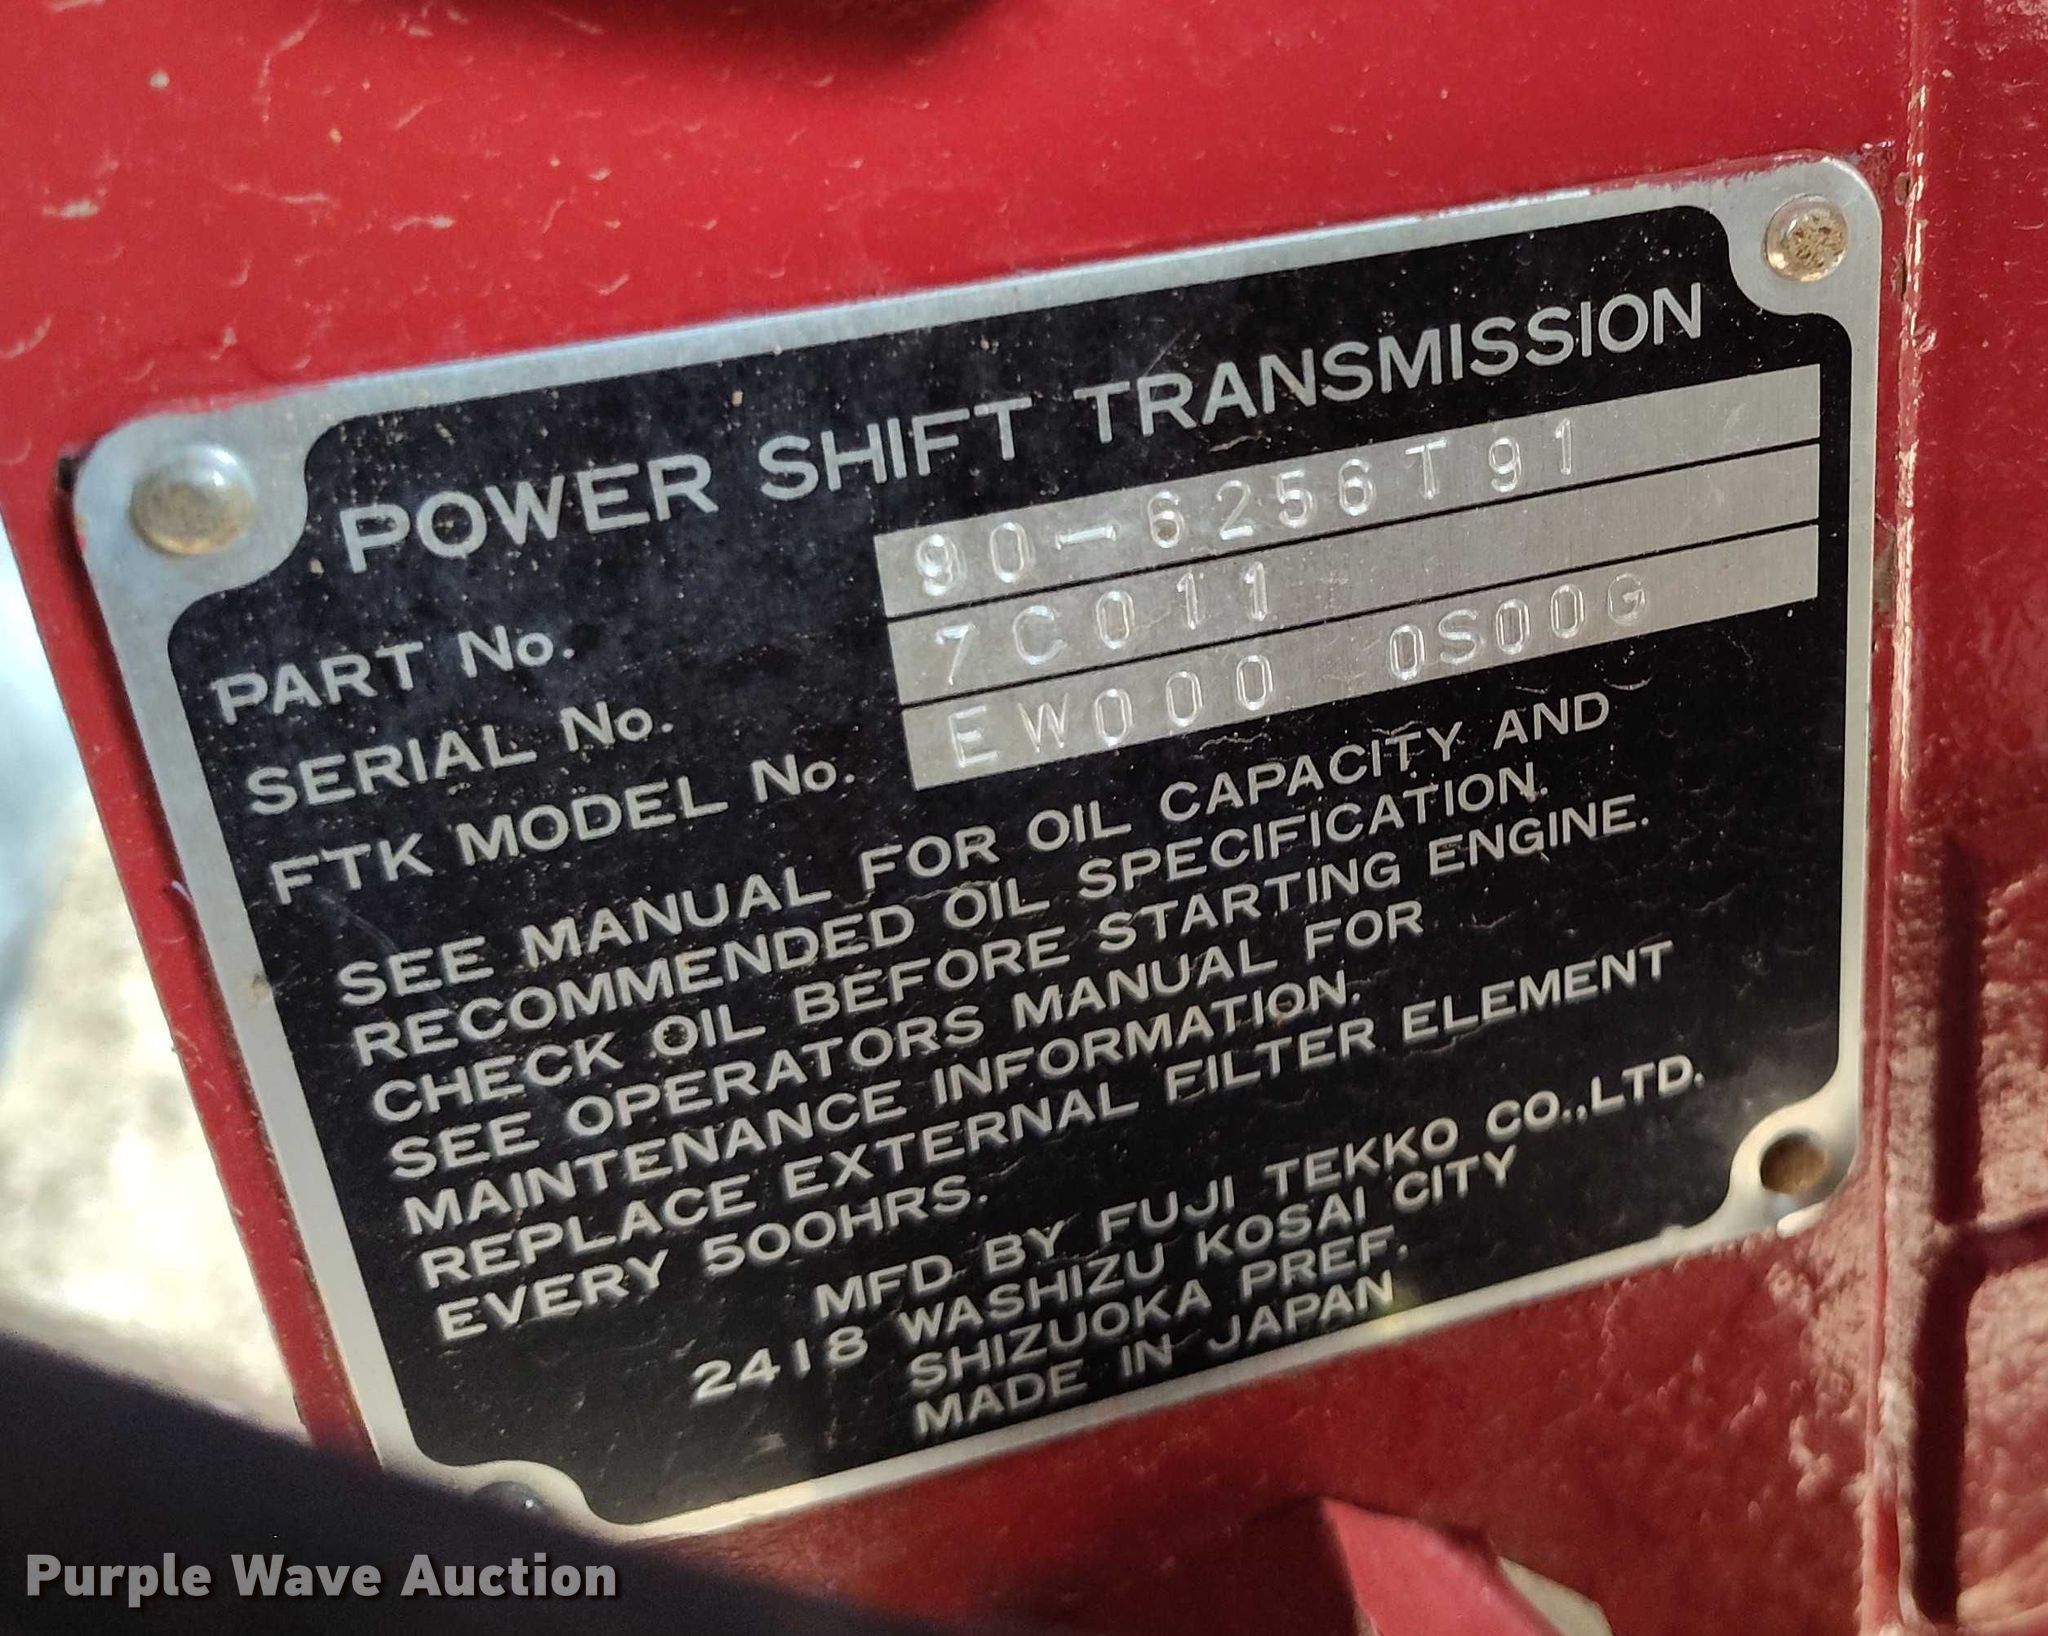 POWER SHIFT TRANSMISSION
PART No. 90-6256T91
SERIAL No. 7C011
FTK MODEL No. EW000 0S00G
SEE MANUAL FOR OIL CAPACITY AND
RECOMMENDED OIL SPECIFICATION.
CHECK OIL BEFORE STARTING ENGINE.
SEE OPERATORS MANUAL FOR
MAINTENANCE INFORMATION.
REPLACE EXTERNAL FILTER ELEMENT
EVERY 500HRS.
MFD BY FUJI TEKKO CO.,LTD.
2418 WASHIZU KOSAI CITY
SHIZUOKA PREF.
MADE IN JAPAN
Purple Wave Auction